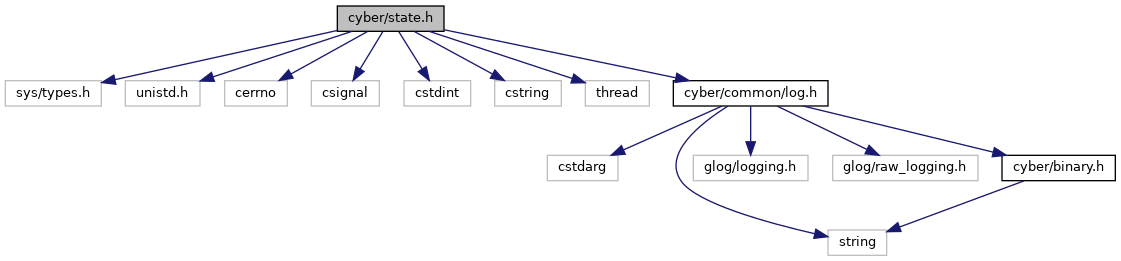 cyber/state.h
sys/types.h
unistd.h
cerrno
csignal
cstdint
cstring
thread
cyber/common/log.h
cstdarg
glog/logging.h
glog/raw_logging.h
cyber/binary.h
string